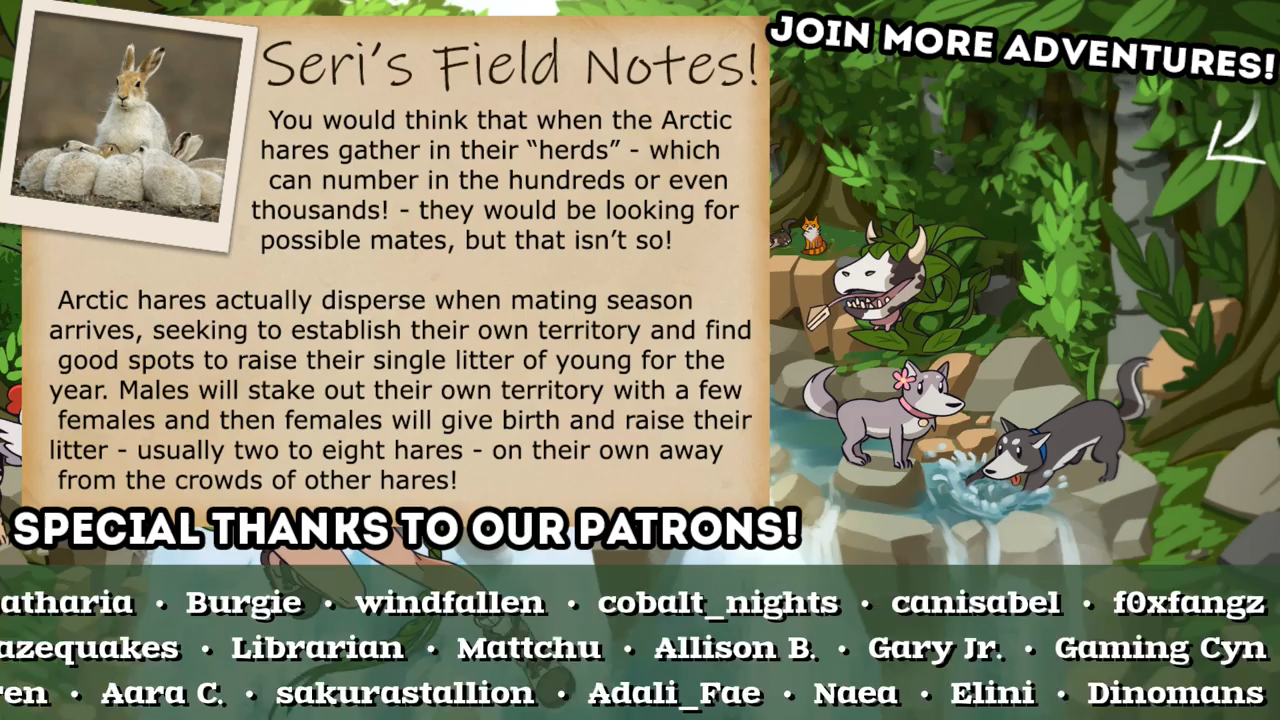 Seri's Field Notes!
JOIN MORE ADVENTURES!
You would think that when the Arctic
hares gather in their “herds” - which
can number in the hundreds or even
thousands! - they would be looking for
possible mates, but that isn’t so!
Arctic hares actually disperse when mating season
arrives, seeking to establish their own territory and find
good spots to raise their single litter of young for the
year. Males will stake out their own territory with a few
females and then females will give birth and raise their
litter - usually two to eight hares - on their own away
from the crowds of other hares!
SPECIAL THANKS TO OUR PATRONS!
atharia • Burgie • windfallen • cobalt_nights • canisabel • f0xfangz
azequakes • Librarian • Mattchu • Allison B. • Gary Jr. • Gaming Cyn
en • Aara C. • sakurastallion • Adali_Fae • Naea • Elini • Dinomans